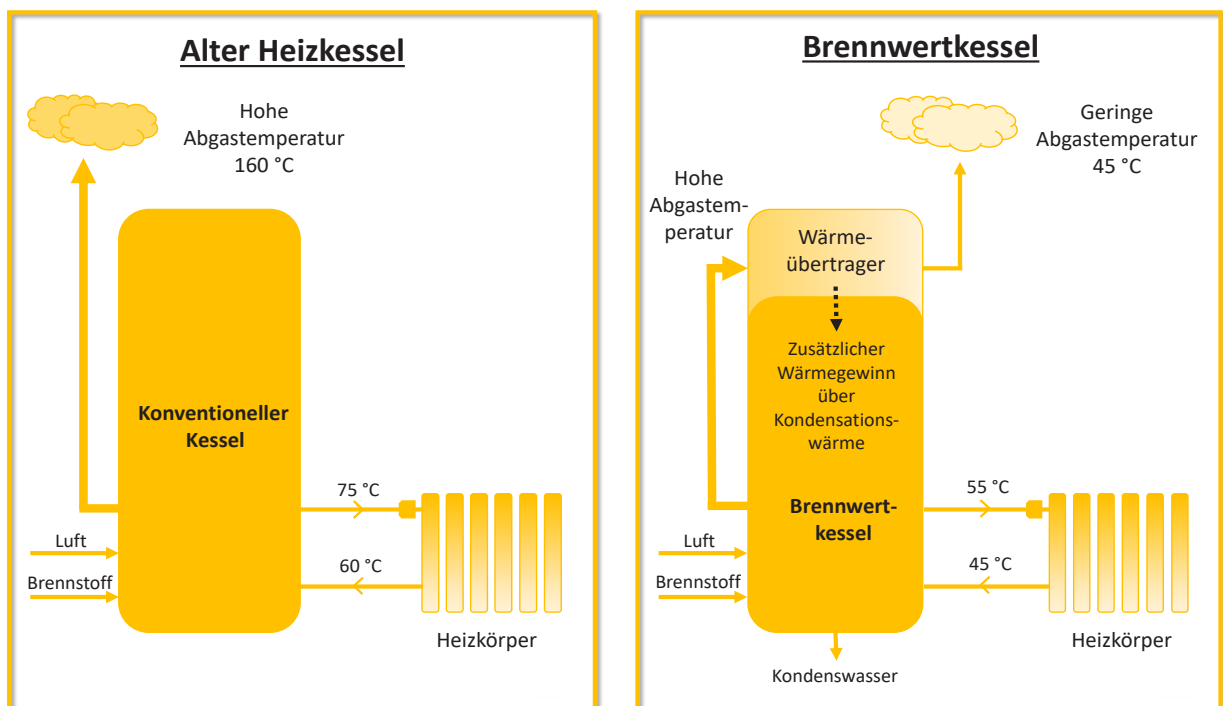 Alter Heizkessel
Hohe
Abgastemperatur
160 °C
Konventioneller
Kessel
75 °C
Luft
60 °C
Brennstoff
Heizkörper
Brennwertkessel
Geringe
Abgastemperatur
45 °C
Hohe
Abgastem-
peratur
Wärme-
übertrager
Zusätzlicher
Wärmegewinn
über
Kondensations-
wärme
55 °C
Brennwert-
kessel
Luft
45 °C
Brennstoff
Heizkörper
Kondenswasser